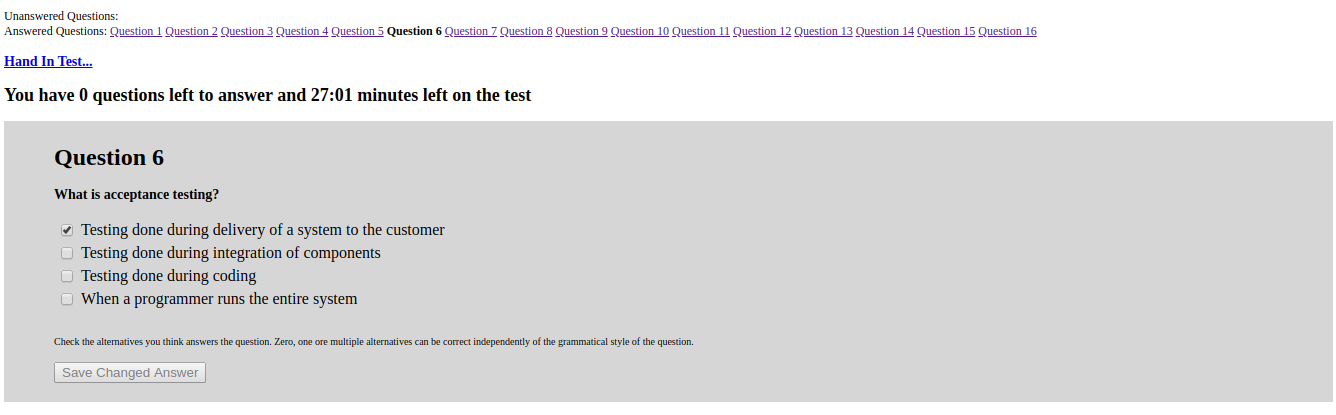 Unanswered Questions:
Answered Questions: Question 1 Question 2 Question 3 Question 4 Question 5 Question 6 Question 7 Question 8 Question 9 Question 10 Question 11 Question 12 Question 13 Question 14 Question 15 Question 16
Hand In Test...
You have 0 questions left to answer and 27:01 minutes left on the test
Question 6
What is acceptance testing?
Testing done during delivery of a system to the customer
Testing done during integration of components
Testing done during coding
When a programmer runs the entire system
Check the alternatives you think answers the question. Zero, one ore multiple alternatives can be correct independently of the grammatical style of the question.
Save Changed Answer